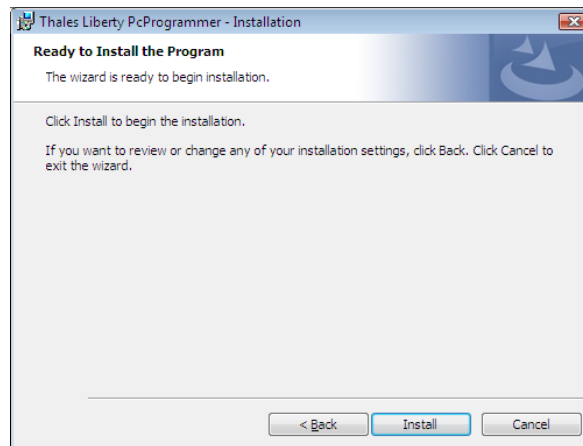 Thales Liberty PcProgrammer - Installation
Ready to Install the Program
The wizard is ready to begin installation.
Click Install to begin the installation.
If you want to review or change any of your installation settings, click Back. Click Cancel to
exit the wizard.
< Back
Install
Cancel